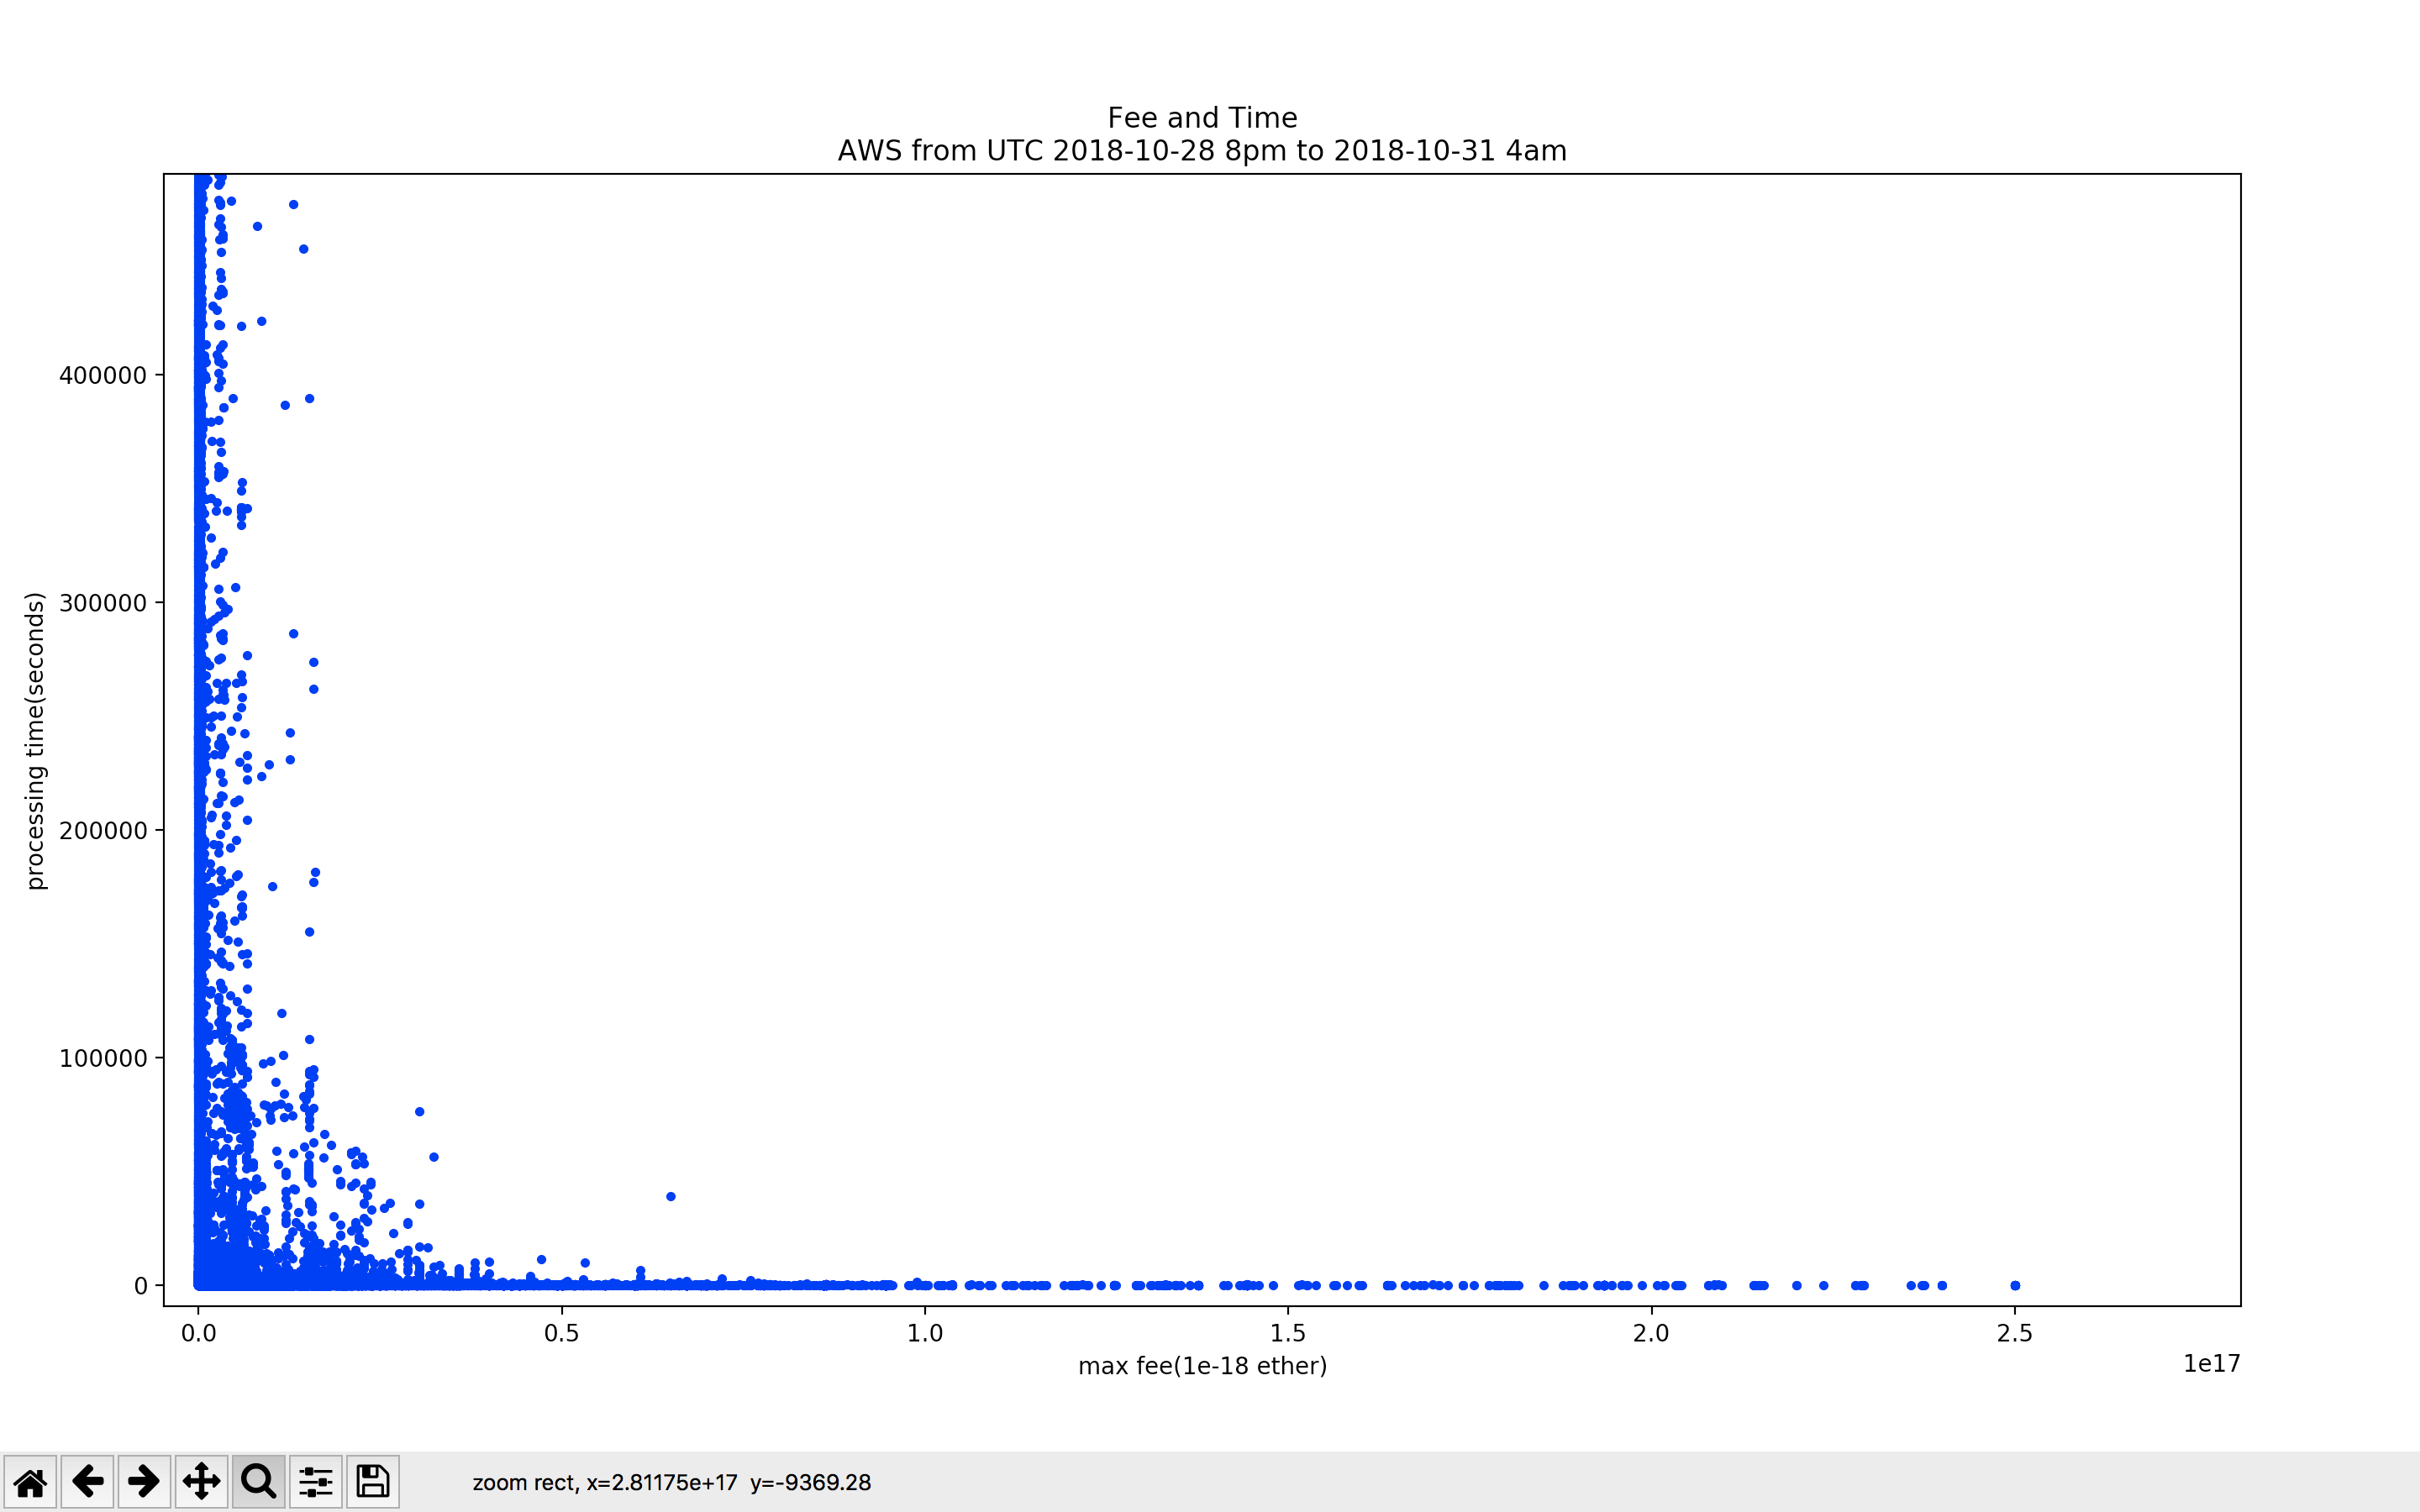 Fee and Time
AWS from UTC 2018-10-28 8pm to 2018-10-31 4am
processing time(seconds)
400000
300000
200000
100000
0
0.0 0.5 1.0 1.5 2.0 2.5
max fee(1e-18 ether)
1e17
zoom rect, x=2.81175e+17 y=-9369.28